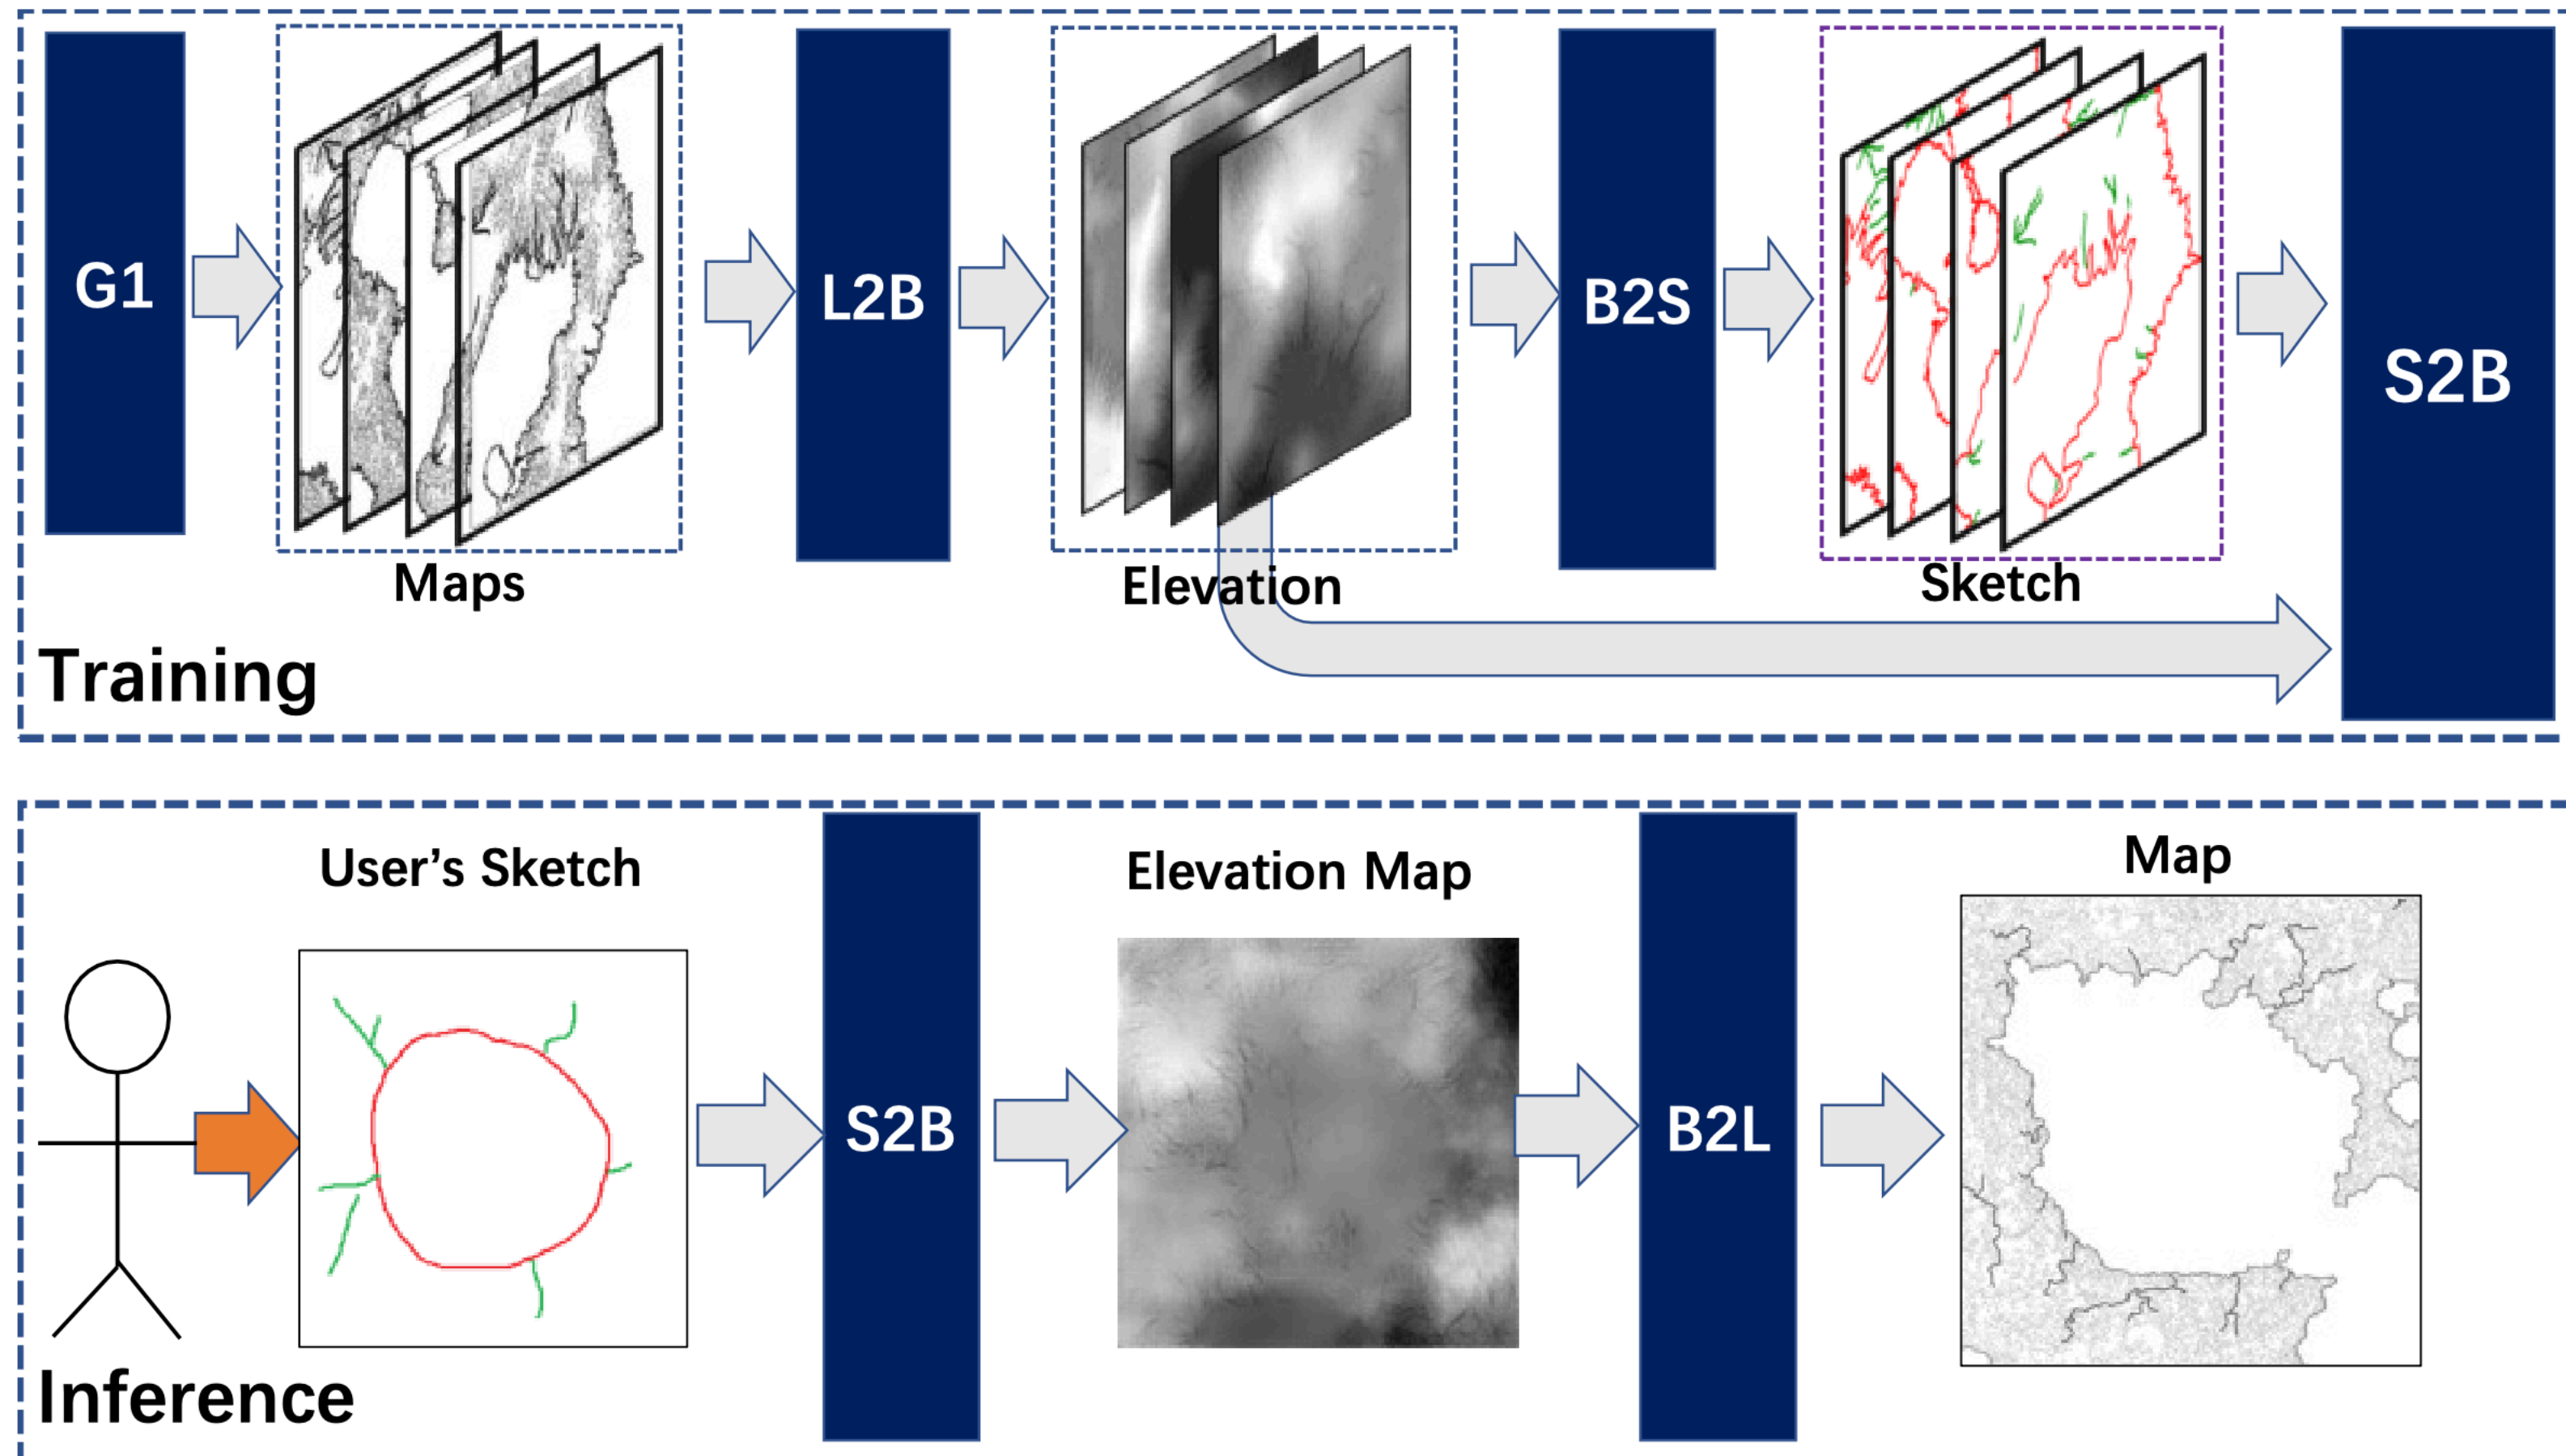 G1
L2B
B2S
S2B
Maps
Elevation
Sketch
Training
User’s Sketch
Elevation Map
Map
S2B
B2L
Inference